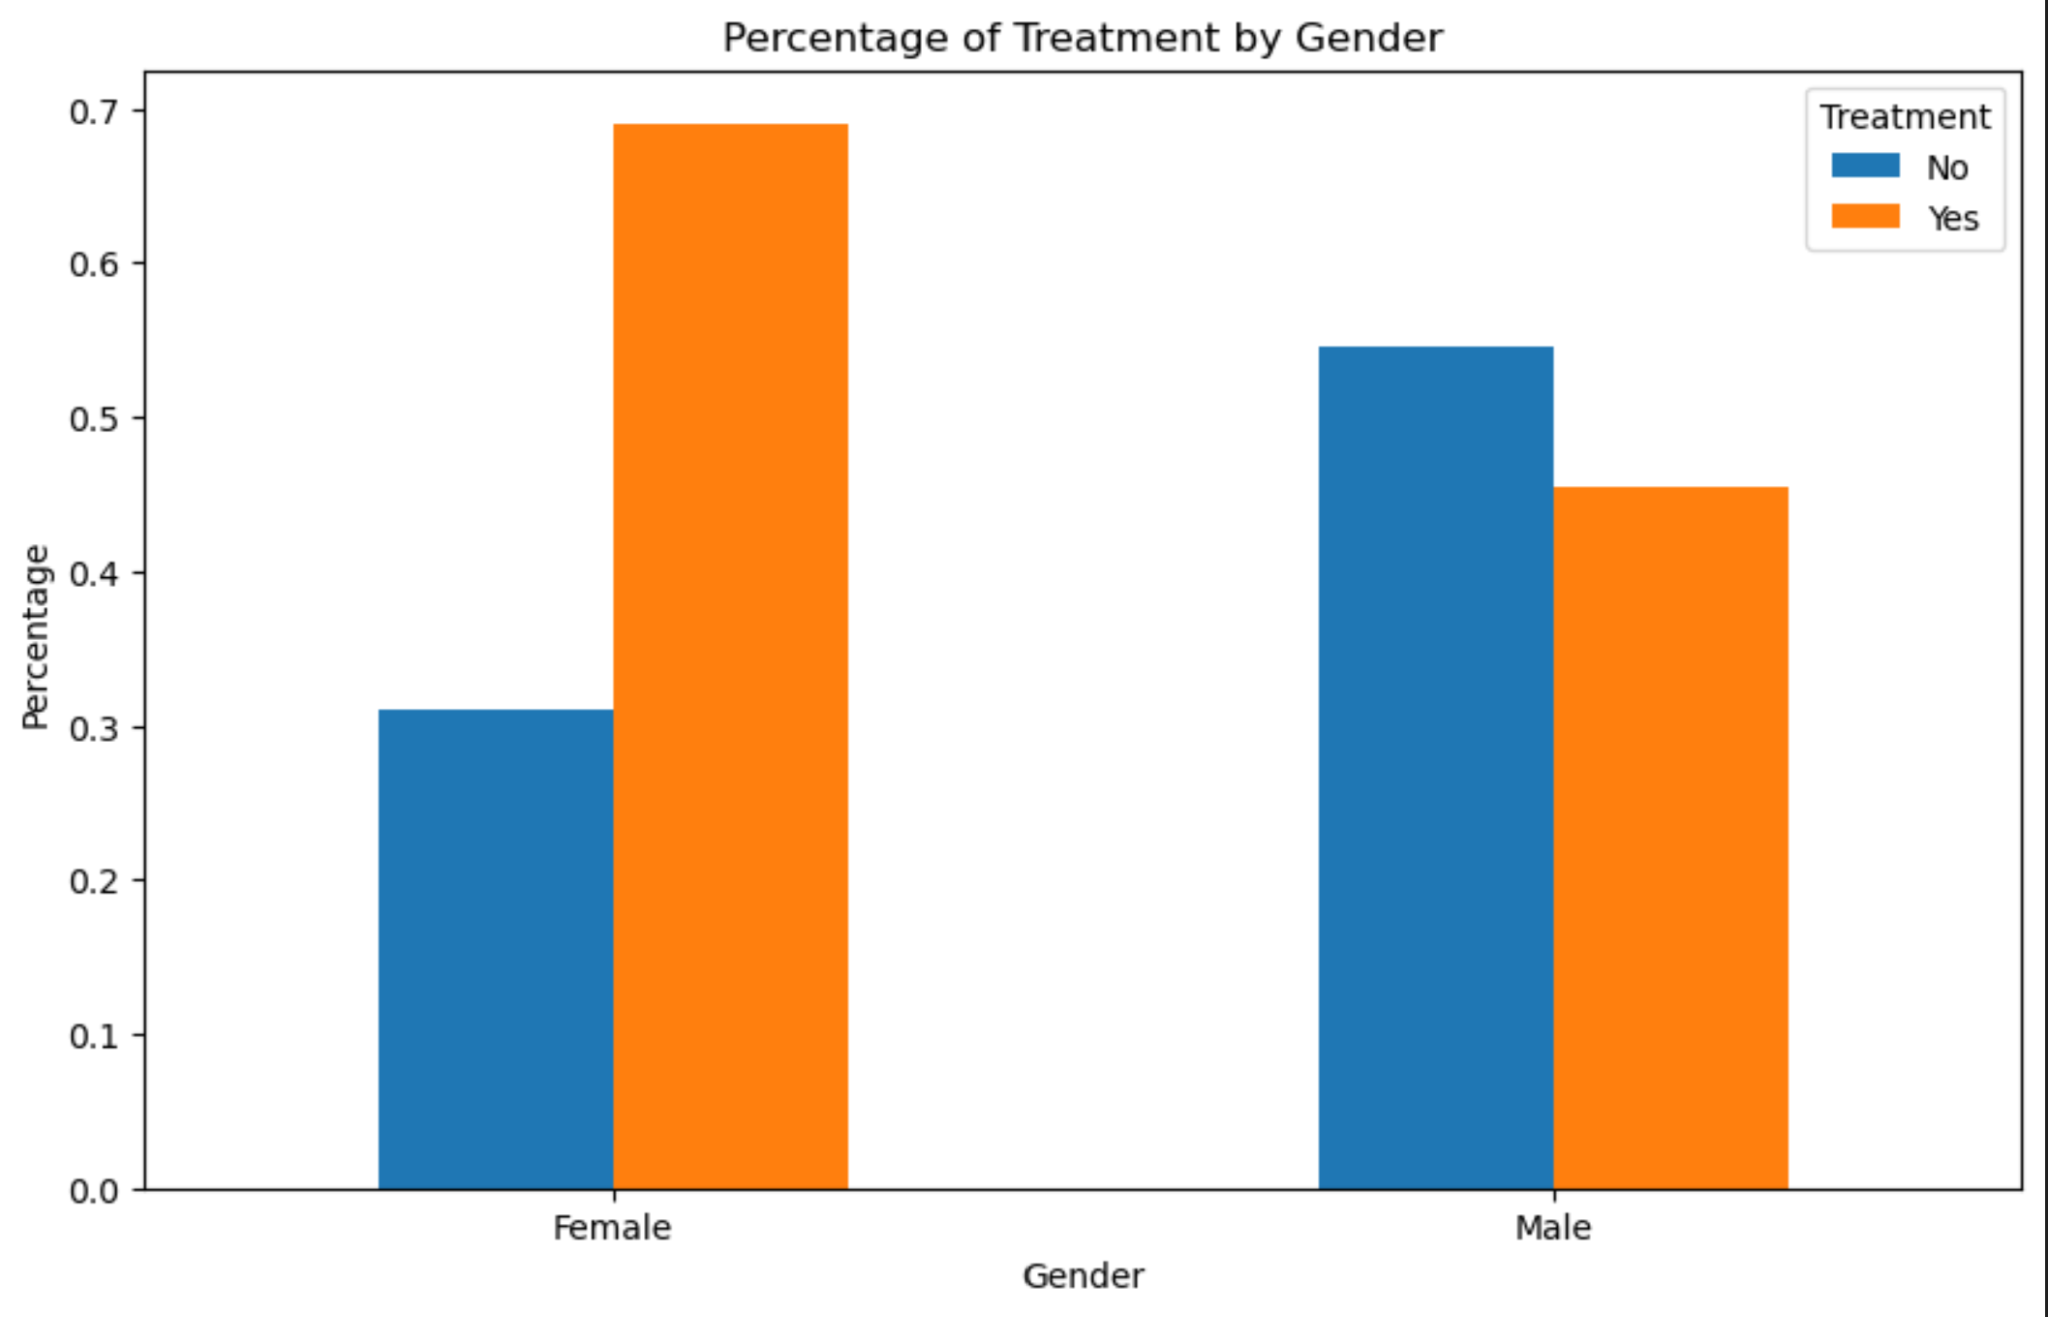 Percentage of Treatment by Gender
Treatment
No
Yes
Percentage
0.7
0.6
0.5
0.4
0.3
0.2
0.1
0.0
Female
Male
Gender